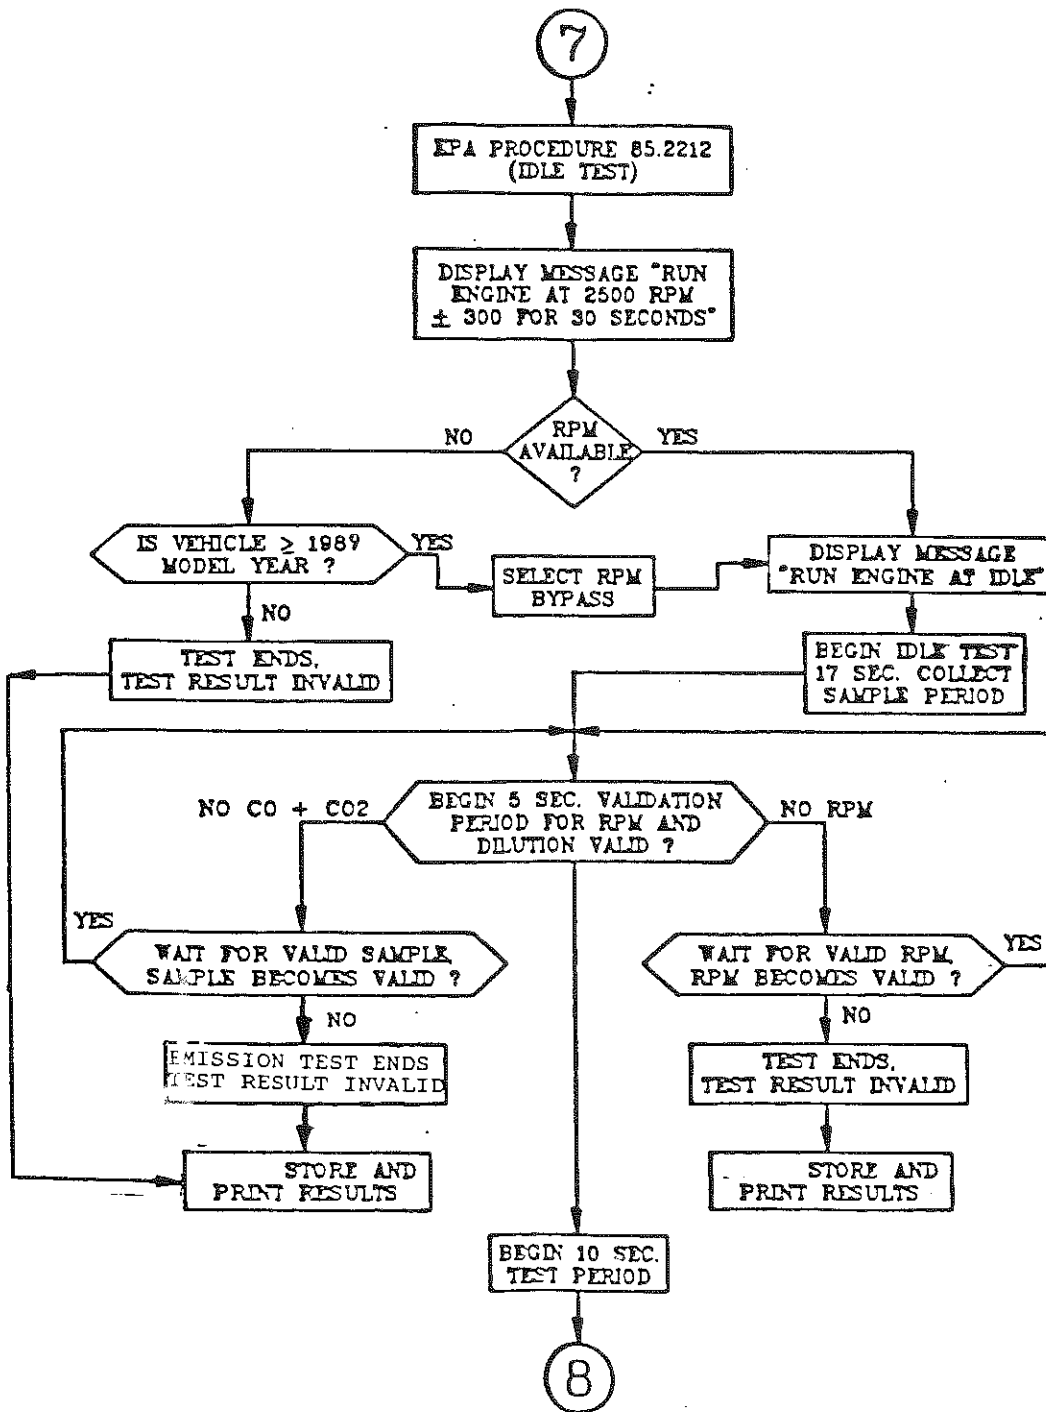 7
EPA PROCEDURE 85.2212
(IDLE TEST)
DISPLAY MESSAGE "RUN
ENGINE AT 2500 RPM
± 300 FOR 30 SECONDS"
RPM
AVAILABLE
?
NO
YES
IS VEHICLE ≥ 1989
MODEL YEAR ?
YES
SELECT RPM
BYPASS
DISPLAY MESSAGE
"RUN ENGINE AT IDLE"
NO
TEST ENDS,
TEST RESULT INVALID
BEGIN IDLE TEST
17 SEC. COLLECT
SAMPLE PERIOD
NO CO + CO2
BEGIN 5 SEC. VALIDATION
PERIOD FOR RPM AND
DILUTION VALID ?
NO RPM
YES
WAIT FOR VALID SAMPLE,
SAMPLE BECOMES VALID ?
WAIT FOR VALID RPM,
RPM BECOMES VALID ?
YES
NO
NO
EMISSION TEST ENDS
TEST RESULT INVALID
TEST ENDS,
TEST RESULT INVALID
STORE AND
PRINT RESULTS
STORE AND
PRINT RESULTS
BEGIN 10 SEC.
TEST PERIOD
8